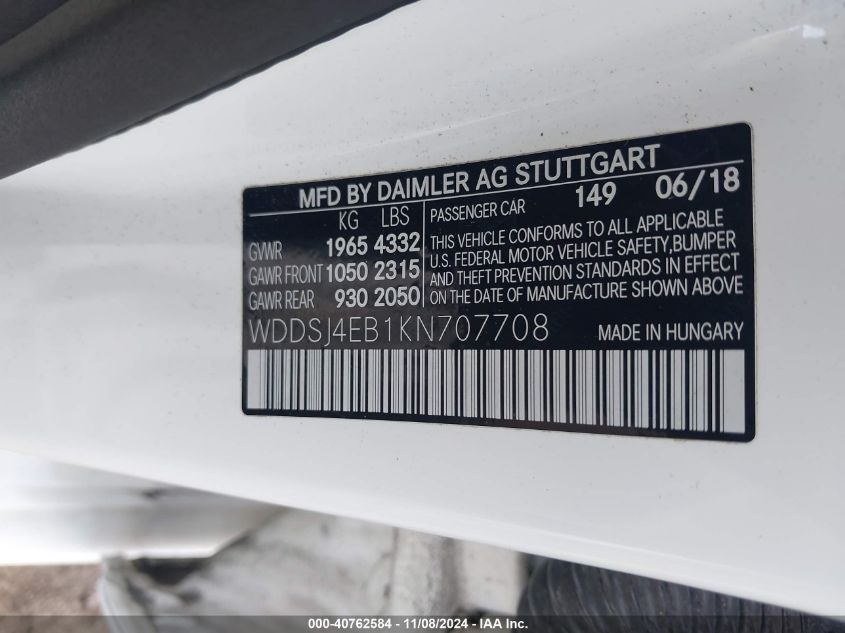 MFD BY DAIMLER AG STUTTGART
KG LBS
GVWR 1965 4332
GAWR FRONT 1050 2315
GAWR REAR 930 2050
PASSENGER CAR 149 06/18
THIS VEHICLE CONFORMS TO ALL APPLICABLE
U.S. FEDERAL MOTOR VEHICLE SAFETY,BUMPER
AND THEFT PREVENTION STANDARDS IN EFFECT
ON THE DATE OF MANUFACTURE SHOWN ABOVE
WDDSJ4EB1KN707708 MADE IN HUNGARY
000-40762584 - 11/08/2024 - IAA Inc.